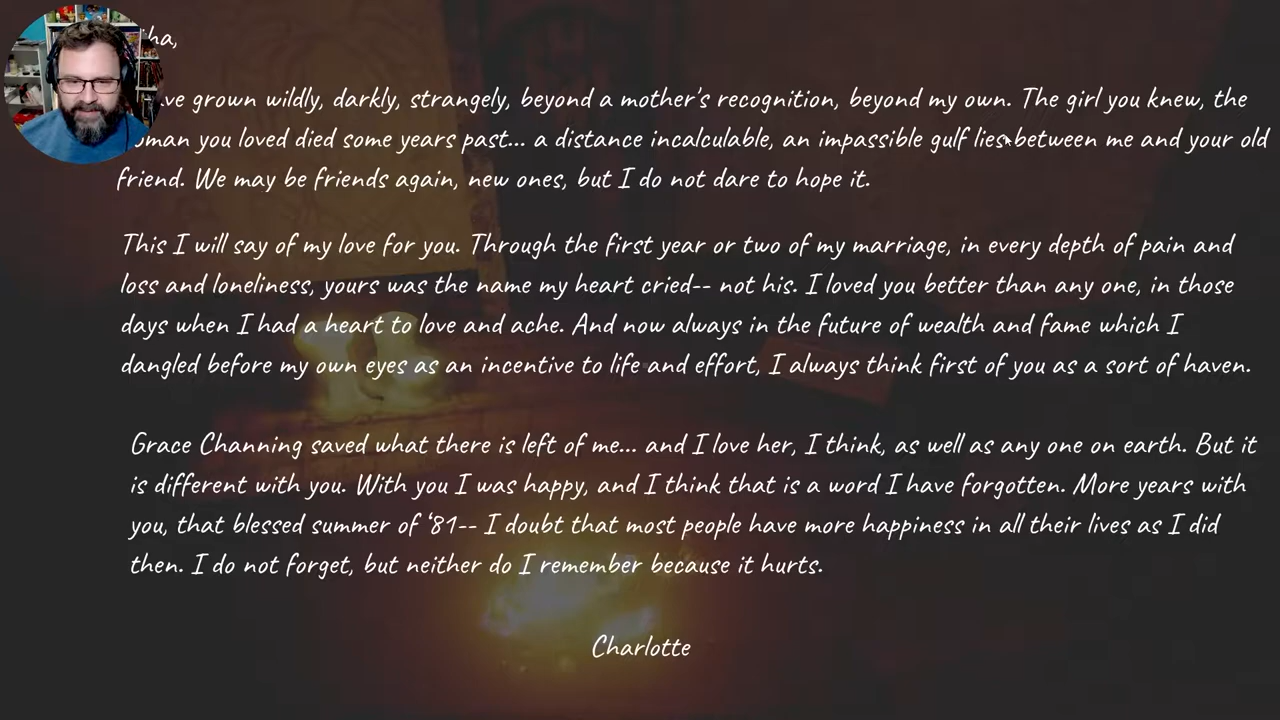 ha,
ve grown wildly, darkly, strangely, beyond a mother's recognition, beyond my own. The girl you knew, the
oman you loved died some years past... a distance incalculable, an impassible gulf lies between me and your old
friend. We may be friends again, new ones, but I do not dare to hope it.
This I will say of my love for you. Through the first year or two of my marriage, in every depth of pain and
loss and loneliness, yours was the name my heart cried-- not his. I loved you better than any one, in those
days when I had a heart to love and ache. And now always in the future of wealth and fame which I
dangled before my own eyes as an incentive to life and effort, I always think first of you as a sort of haven.
Grace Channing saved what there is left of me... and I love her, I think, as well as any one on earth. But it
is different with you. With you I was happy, and I think that is a word I have forgotten. More years with
you, that blessed summer of ‘81-- I doubt that most people have more happiness in all their lives as I did
then. I do not forget, but neither do I remember because it hurts.
Charlotte